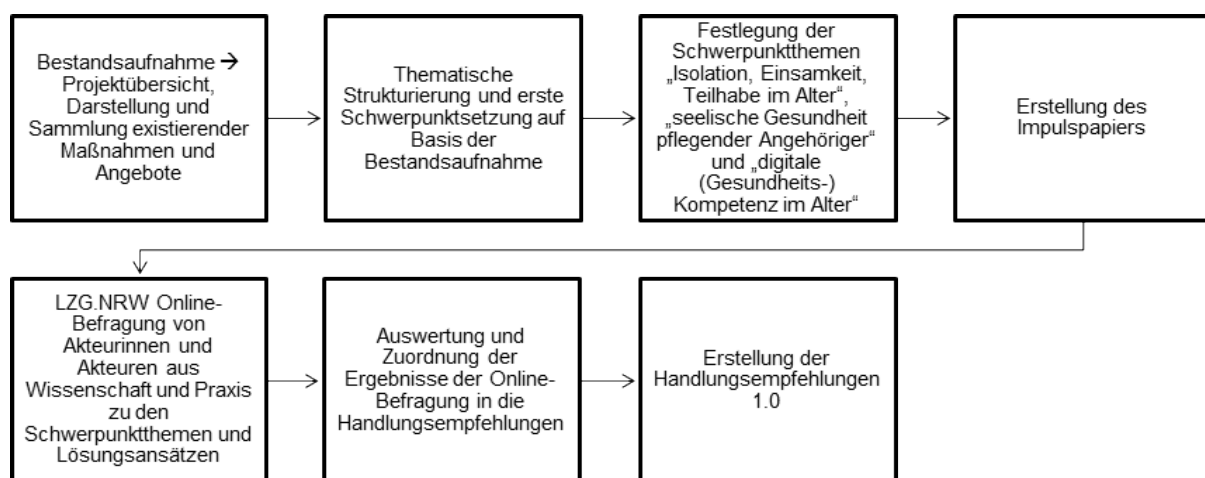 Bestandsaufnahme →
Projektübersicht,
Darstellung und
Sammlung existierender
Maßnahmen und
Angebote
Thematische
Strukturierung und erste
Schwerpunktsetzung auf
Basis der
Bestandsaufnahme
Festlegung der
Schwerpunktthemen
„Isolation, Einsamkeit,
Teilhabe im Alter“,
„seelische Gesundheit
pflegender Angehöriger“
und „digitale
(Gesundheits-)
Kompetenz im Alter“
Erstellung des
Impulspapiers
LZG.NRW Online-
Befragung von
Akteurinnen und
Akteuren aus
Wissenschaft und Praxis
zu den
Schwerpunktthemen und
Lösungsansätzen
Auswertung und
Zuordnung der
Ergebnisse der Online-
Befragung in die
Handlungsempfehlungen
Erstellung der
Handlungsempfehlungen
1.0